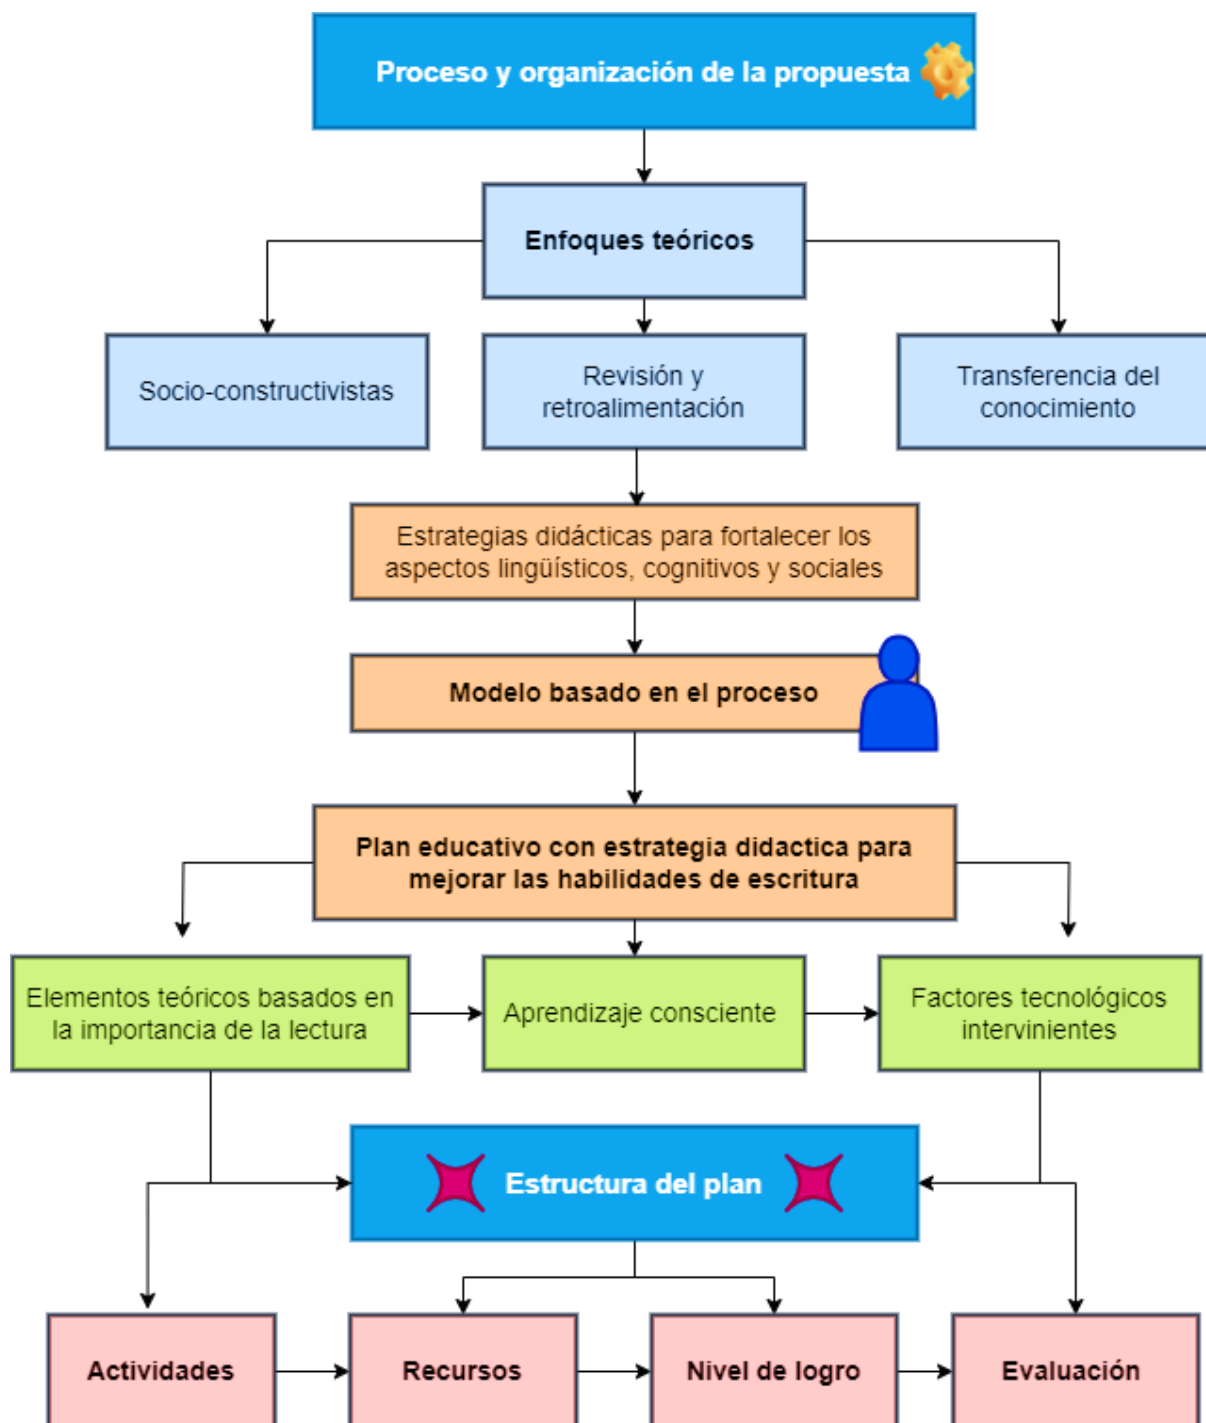 Proceso y organización de la propuesta
Enfoques teóricos
Socio-constructivistas
Revisión y
retroalimentación
Transferencia del
conocimiento
Estrategias didácticas para fortalecer los
aspectos lingüísticos, cognitivos y sociales
Modelo basado en el proceso
Plan educativo con estrategia didactica para
mejorar las habilidades de escritura
Elementos teóricos basados en
la importancia de la lectura
Aprendizaje consciente
Factores tecnológicos
intervinientes
Estructura del plan
Actividades
Recursos
Nivel de logro
Evaluación